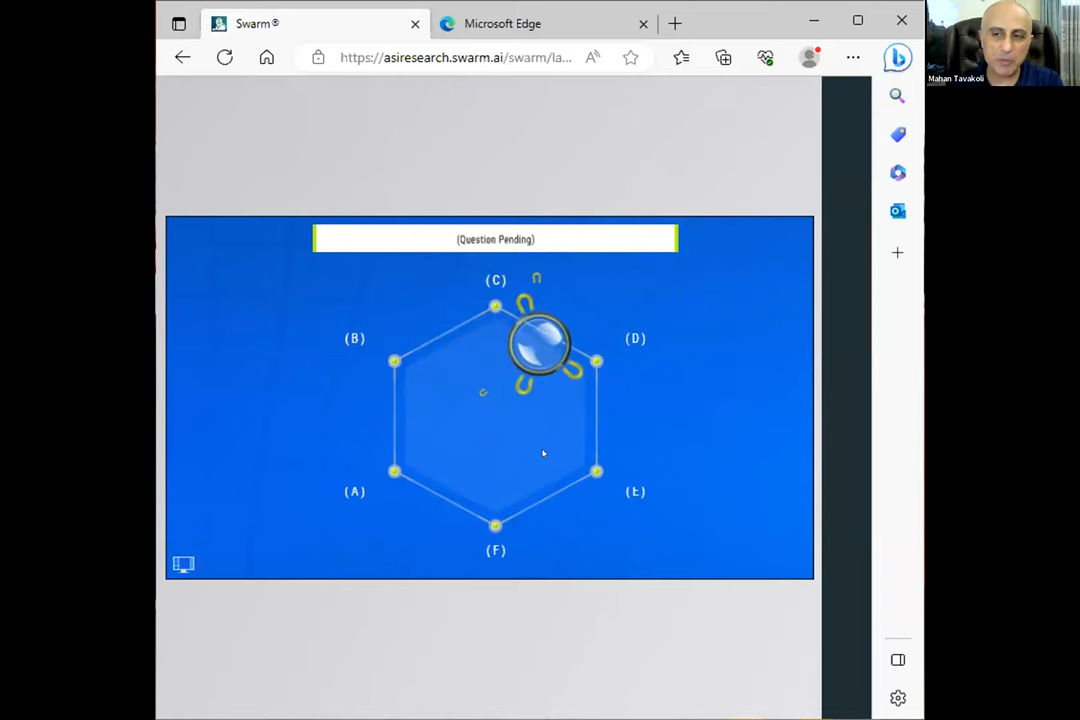 Swarm®
Microsoft Edge
https://asiresearch.swarm.ai/swarm/la...
Mahan Tavakoli
(Question Pending)
(C)
(B)
(D)
(A)
(E)
(F)